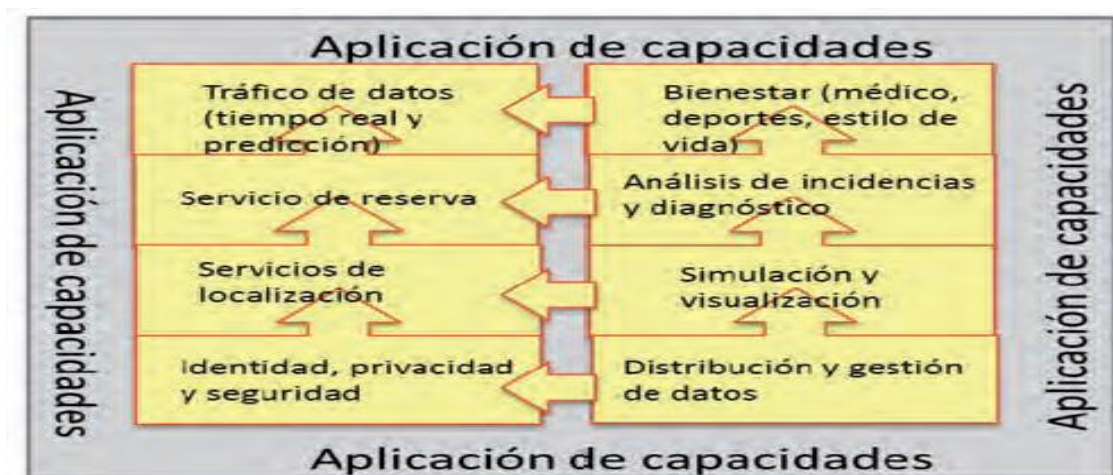 Aplicación de capacidades
Aplicación de capacidades
Tráfico de datos
(tiempo real y
predicción)
Bienestar (médico,
deportes, estilo de
vida)
Servicio de reserva
Análisis de incidencias
y diagnóstico
Servicios de
localización
Simulación y
visualización
Identidad, privacidad
y seguridad
Distribución y gestión
de datos
Aplicación de capacidades
Aplicación de capacidades